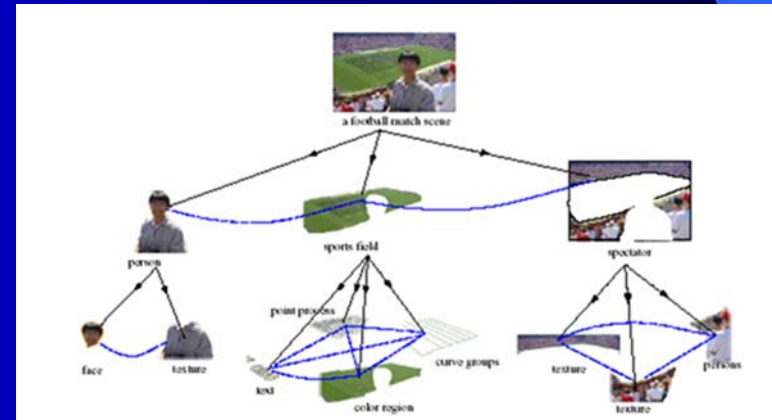 a football match scene
sports field
person
spectator
point process
face
texture
text
color region
curve groups
texture
texture
persons